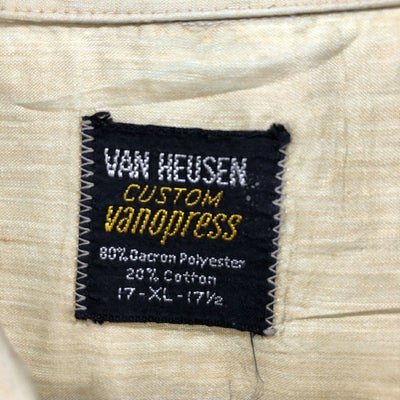 VAN HEUSEN
CUSTOM
vanopress
80% Dacron Polyester
20% Cotton
17-XL-17½